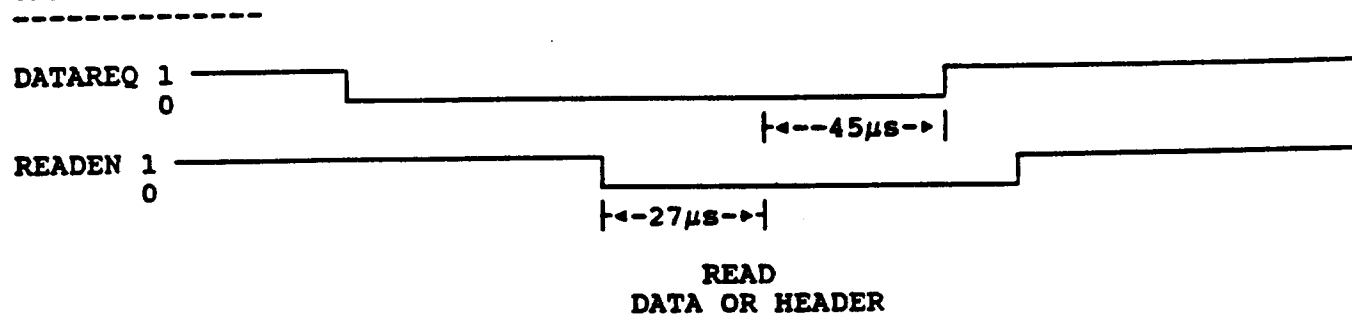 DATAREQ 1
0
|◄--45μs-►|
READEN 1
0
|◄-27μs-►|
READ
DATA OR HEADER